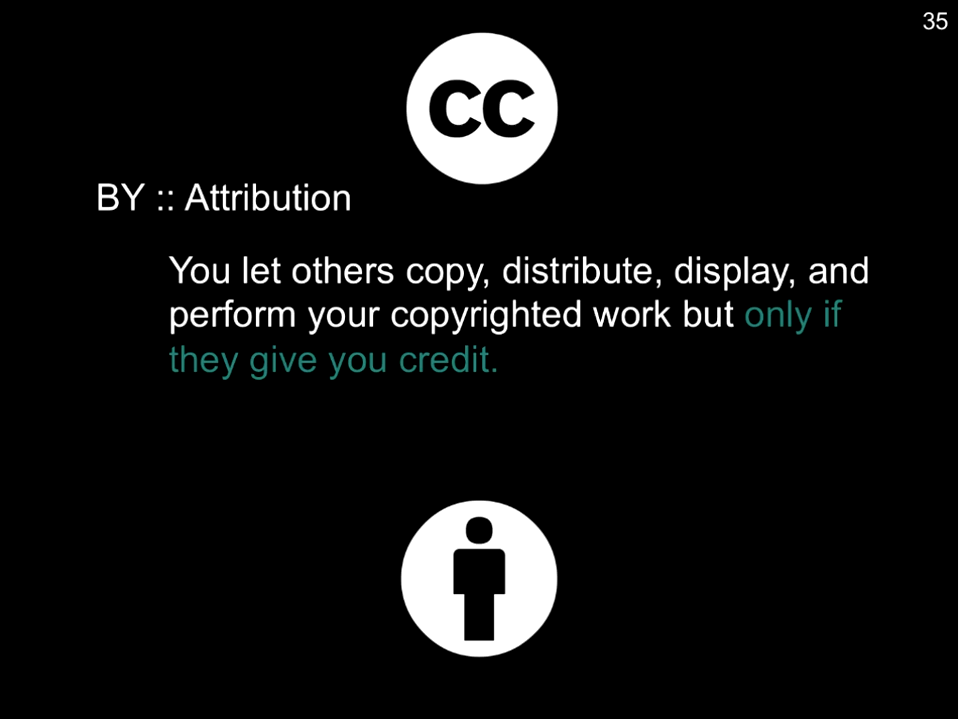 35
CC
BY :: Attribution
You let others copy, distribute, display, and
perform your copyrighted work but only if
they give you credit.